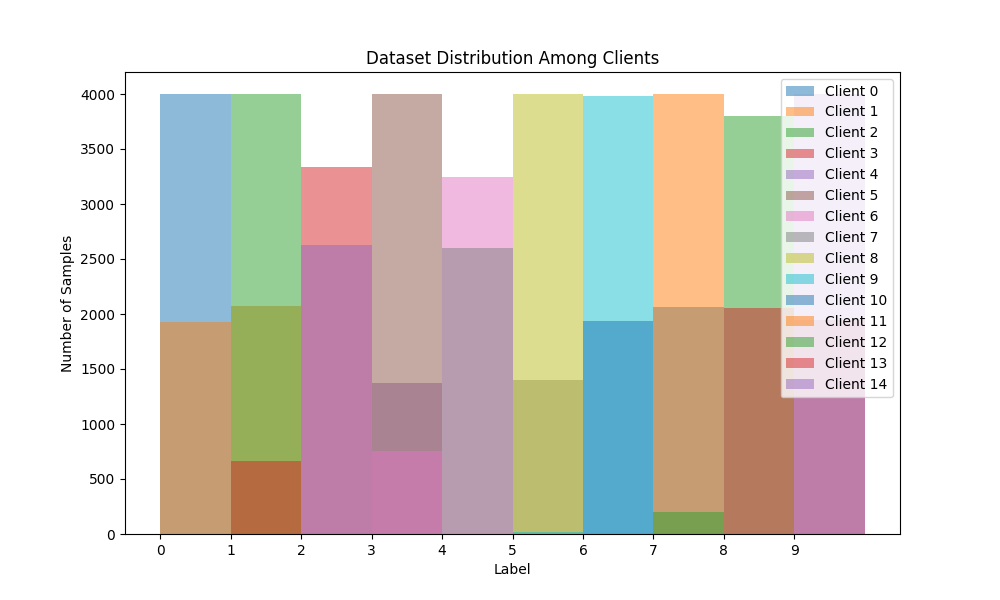 Dataset Distribution Among Clients
Number of Samples
4000
3500
3000
2500
2000
1500
1000
500
0
0 1 2 3 4 5 6 7 8 9
Label
Client 0
Client 1
Client 2
Client 3
Client 4
Client 5
Client 6
Client 7
Client 8
Client 9
Client 10
Client 11
Client 12
Client 13
Client 14